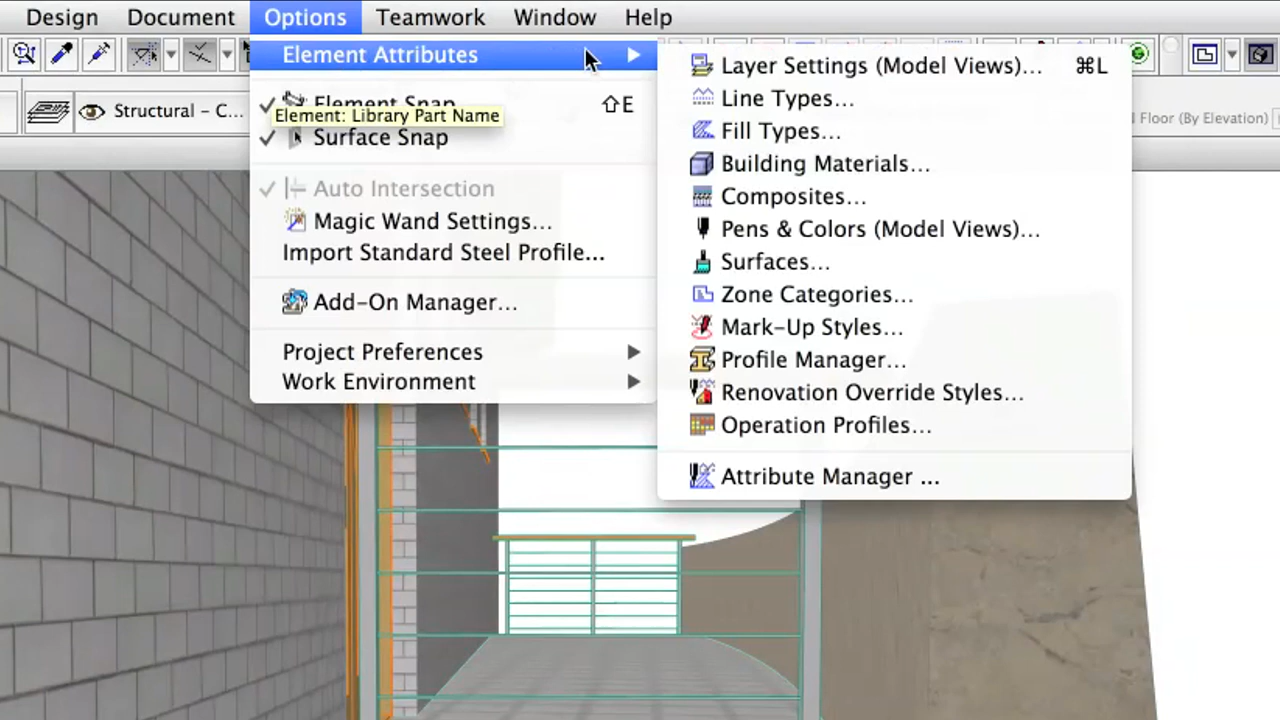 Design Document Options Teamwork Window Help
Element Attributes
Element Snap ⇧E
Element: Library Part Name
Surface Snap
Auto Intersection
Magic Wand Settings...
Import Standard Steel Profile...
Add-On Manager...
Project Preferences
Work Environment
Structural - C...
Layer Settings (Model Views)... ⌘L
Line Types...
Fill Types...
Building Materials...
Composites...
Pens & Colors (Model Views)...
Surfaces...
Zone Categories...
Mark-Up Styles...
Profile Manager...
Renovation Override Styles...
Operation Profiles...
Attribute Manager ...
Floor (By Elevation)